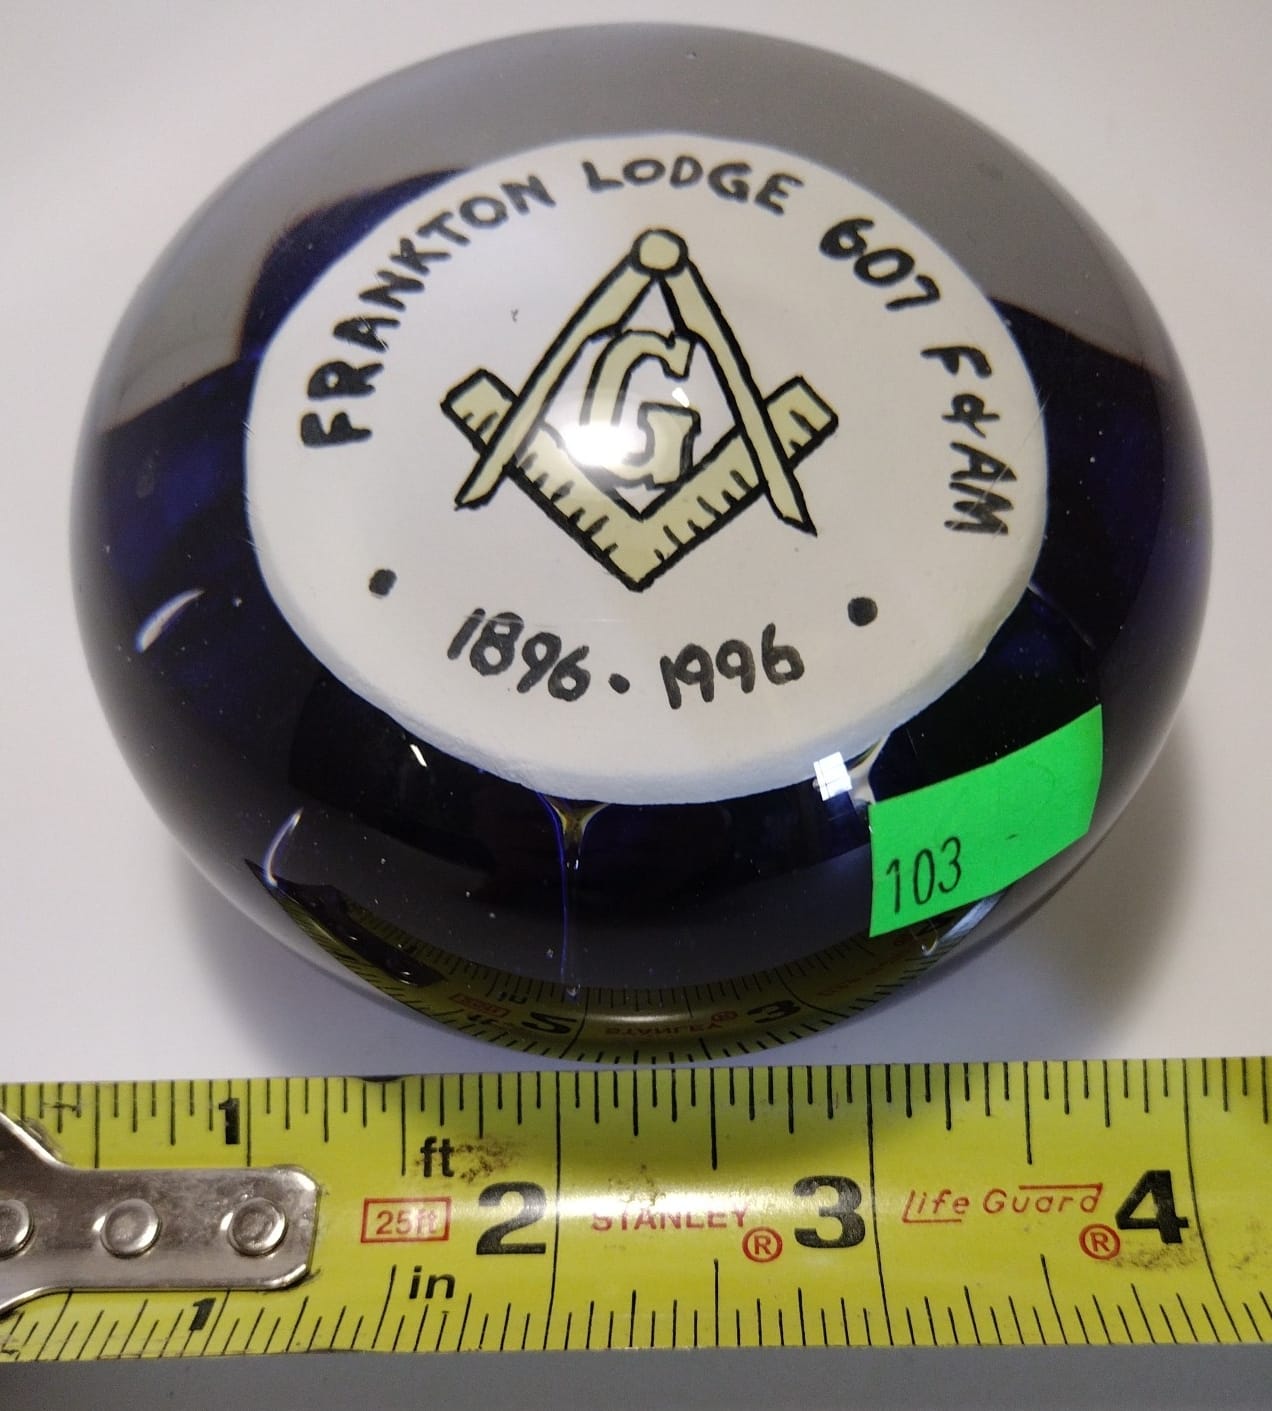 FRANKTON LODGE 607 F & AM
G
1896 • 1996
103
1 ft
25ft 2 STANLEY® 3 Life Guard® 4
in
1